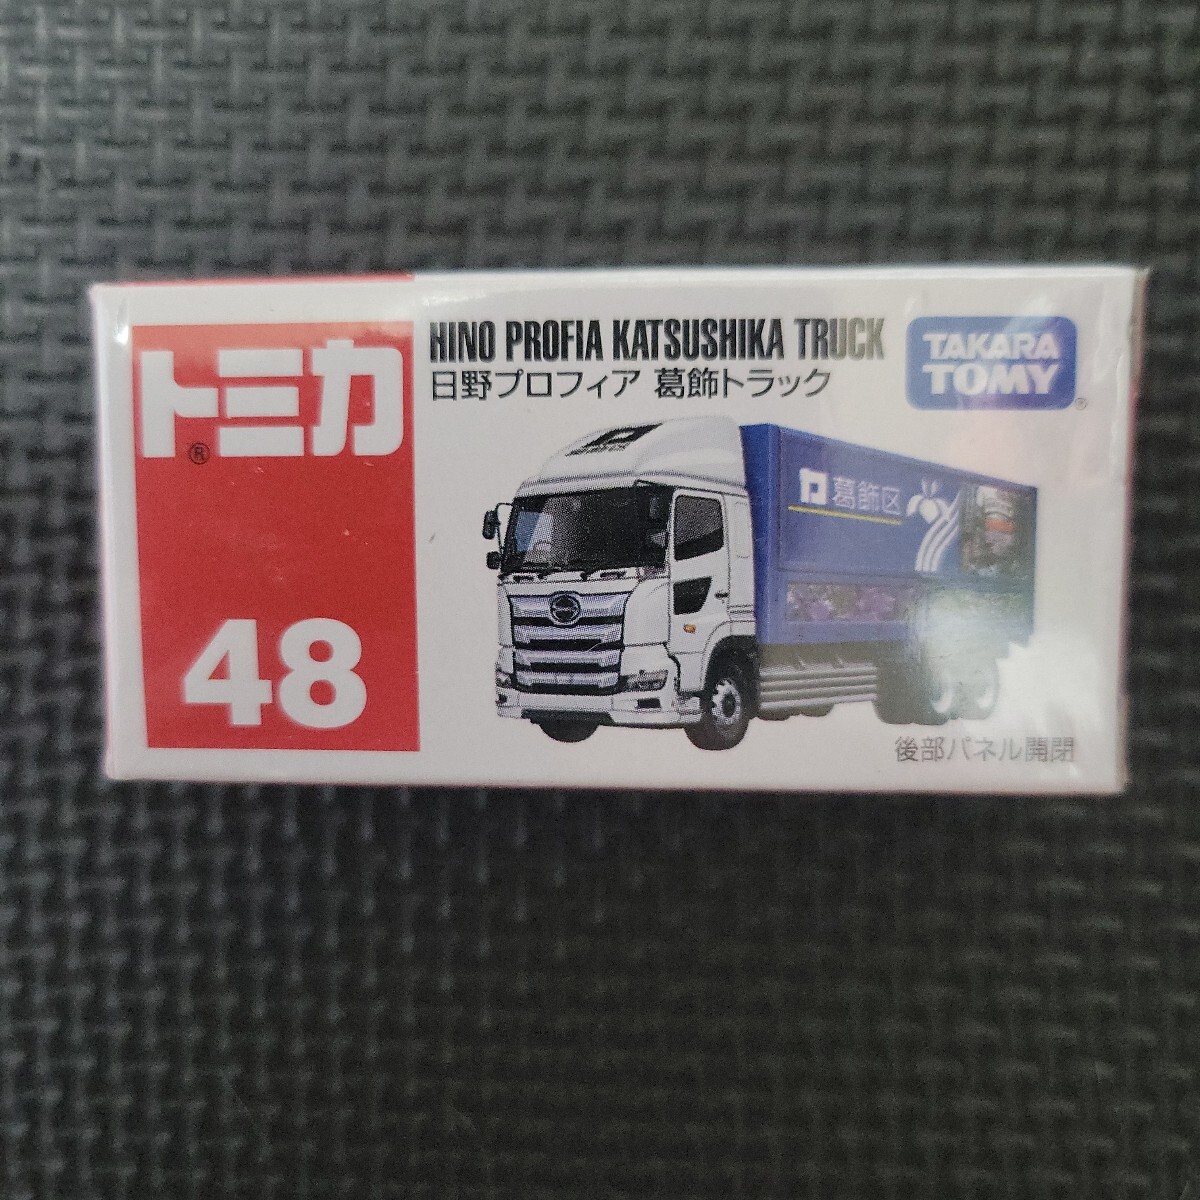 トミカ
®
48
HINO PROFIA KATSUSHIKA TRUCK
日野プロフィア 葛飾トラック
TAKARA
TOMY
®
葛飾区
後部パネル開閉